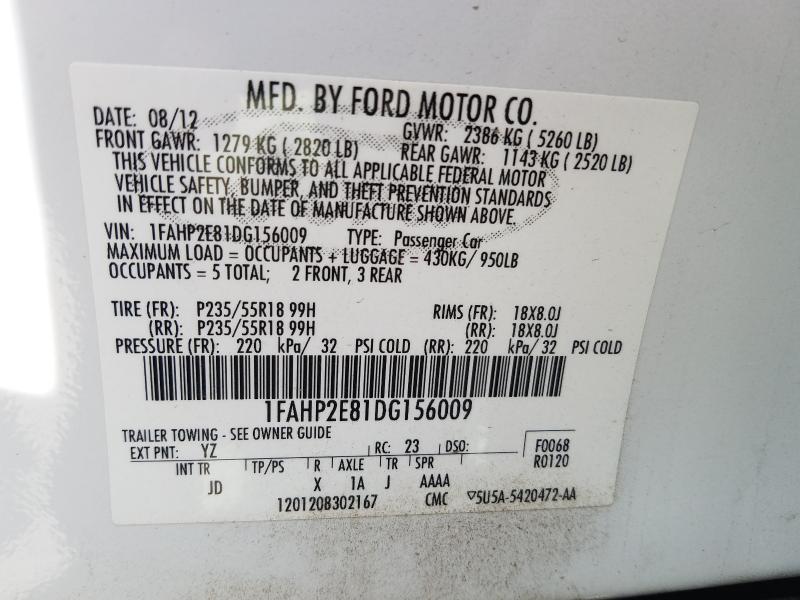 MFD. BY FORD MOTOR CO.
DATE: 08/12 GVWR: 2386 KG ( 5260 LB)
FRONT GAWR: 1279 KG ( 2820 LB) REAR GAWR: 1143 KG ( 2520 LB)
THIS VEHICLE CONFORMS TO ALL APPLICABLE FEDERAL MOTOR
VEHICLE SAFETY, BUMPER, AND THEFT PREVENTION STANDARDS
IN EFFECT ON THE DATE OF MANUFACTURE SHOWN ABOVE.
VIN: 1FAHP2E81DG156009 TYPE: Passenger Car
MAXIMUM LOAD = OCCUPANTS + LUGGAGE = 430KG/ 950LB
OCCUPANTS = 5 TOTAL; 2 FRONT, 3 REAR
TIRE (FR): P235/55R18 99H RIMS (FR): 18X8.0J
(RR): P235/55R18 99H (RR): 18X8.0J
PRESSURE (FR): 220 kPa/ 32 PSI COLD (RR): 220 kPa/ 32 PSI COLD
1FAHP2E81DG156009
TRAILER TOWING - SEE OWNER GUIDE
EXT PNT: YZ RC: 23 DSO: F0068
INT TR TP/PS R AXLE TR SPR R0120
JD X 1A J AAAA
1201208302167 CMC ▽5U5A-5420472-AA